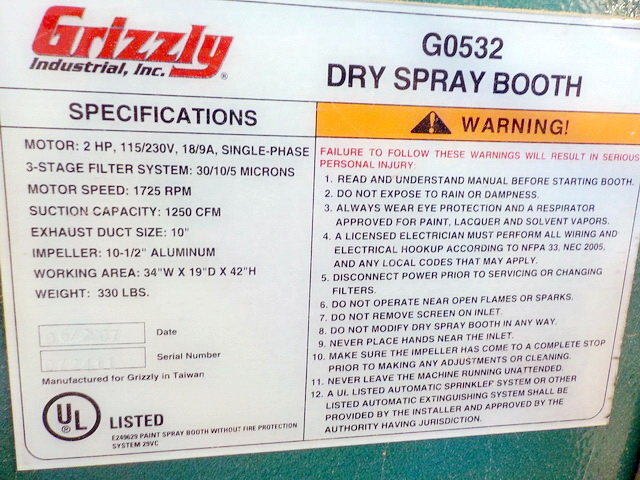 Grizzly
Industrial, Inc.®
G0532
DRY SPRAY BOOTH
SPECIFICATIONS
MOTOR: 2 HP, 115/230V, 18/9A, SINGLE-PHASE
3-STAGE FILTER SYSTEM: 30/10/5 MICRONS
MOTOR SPEED: 1725 RPM
SUCTION CAPACITY: 1250 CFM
EXHAUST DUCT SIZE: 10"
IMPELLER: 10-1/2" ALUMINUM
WORKING AREA: 34"W X 19"D X 42"H
WEIGHT: 330 LBS.
Date
Serial Number
Manufactured for Grizzly in Taiwan
UL® LISTED
E249629 PAINT SPRAY BOOTH WITHOUT FIRE PROTECTION
SYSTEM 29VC
WARNING!
FAILURE TO FOLLOW THESE WARNINGS WILL RESULT IN SERIOUS
PERSONAL INJURY:
1. READ AND UNDERSTAND MANUAL BEFORE STARTING BOOTH.
2. DO NOT EXPOSE TO RAIN OR DAMPNESS.
3. ALWAYS WEAR EYE PROTECTION AND A RESPIRATOR
APPROVED FOR PAINT, LACQUER AND SOLVENT VAPORS.
4. A LICENSED ELECTRICIAN MUST PERFORM ALL WIRING AND
ELECTRICAL HOOKUP ACCORDING TO NFPA 33, NEC 2005,
AND ANY LOCAL CODES THAT MAY APPLY.
5. DISCONNECT POWER PRIOR TO SERVICING OR CHANGING
FILTERS.
6. DO NOT OPERATE NEAR OPEN FLAMES OR SPARKS.
7. DO NOT REMOVE SCREEN ON INLET.
8. DO NOT MODIFY DRY SPRAY BOOTH IN ANY WAY.
9. NEVER PLACE HANDS NEAR THE INLET.
10. MAKE SURE THE IMPELLER HAS COME TO A COMPLETE STOP
PRIOR TO MAKING ANY ADJUSTMENTS OR CLEANING.
11. NEVER LEAVE THE MACHINE RUNNING UNATTENDED.
12. A UL LISTED AUTOMATIC SPRINKLER SYSTEM OR OTHER
LISTED AUTOMATIC EXTINGUISHING SYSTEM SHALL BE
PROVIDED BY THE INSTALLER AND APPROVED BY THE
AUTHORITY HAVING JURISDICTION.